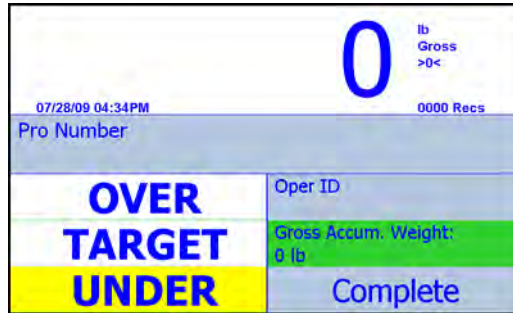 0
lb
Gross
>0<
07/28/09 04:34PM
0000 Recs
Pro Number
OVER
TARGET
UNDER
Oper ID
Gross Accum. Weight:
0 lb
Complete